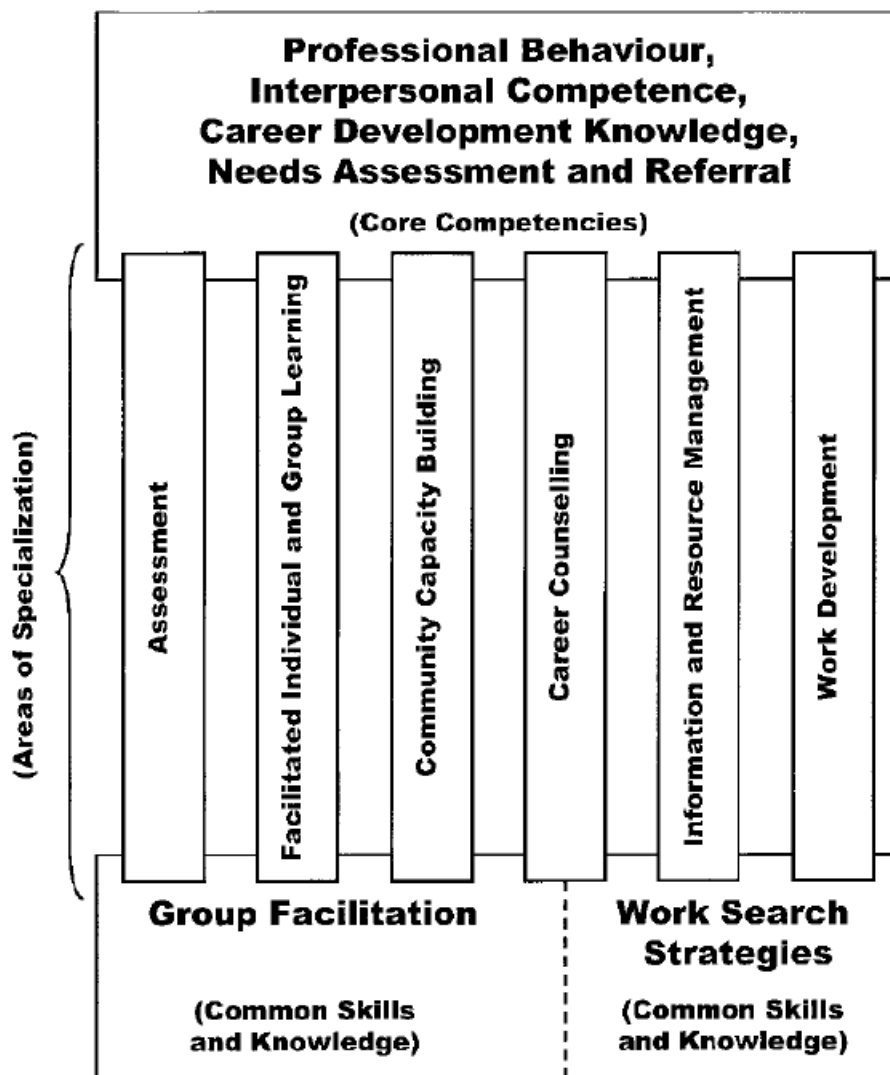 Professional Behaviour,
Interpersonal Competence,
Career Development Knowledge,
Needs Assessment and Referral
(Core Competencies)
(Areas of Specialization)
Assessment
Facilitated Individual and Group Learning
Community Capacity Building
Career Counselling
Information and Resource Management
Work Development
Group Facilitation
(Common Skills
and Knowledge)
Work Search
Strategies
(Common Skills
and Knowledge)